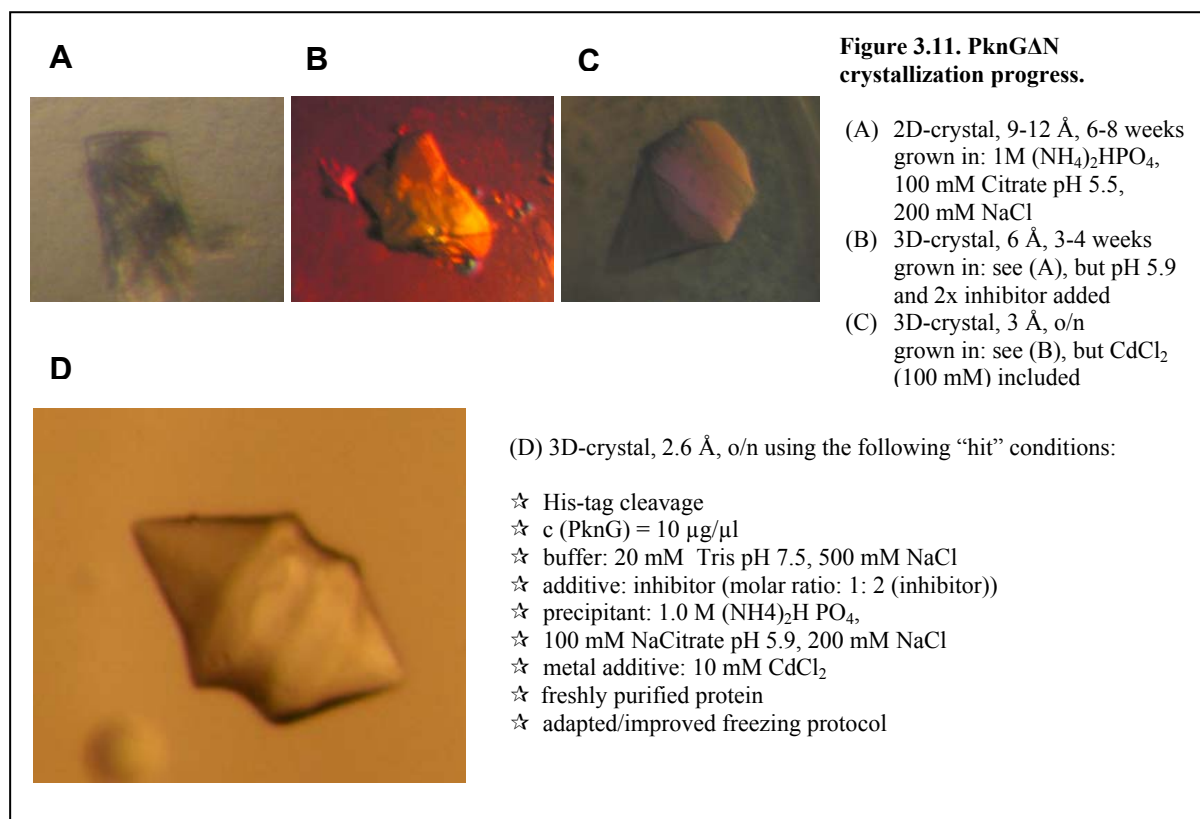 A
B
C
Figure 3.11. PknGΔN
crystallization progress.
(A) 2D-crystal, 9-12 Å, 6-8 weeks
grown in: 1M (NH₄)₂HPO₄,
100 mM Citrate pH 5.5,
200 mM NaCl
(B) 3D-crystal, 6 Å, 3-4 weeks
grown in: see (A), but pH 5.9
and 2x inhibitor added
(C) 3D-crystal, 3 Å, o/n
grown in: see (B), but CdCl₂
(100 mM) included
D
(D) 3D-crystal, 2.6 Å, o/n using the following “hit” conditions:
☆ His-tag cleavage
☆ c (PknG) = 10 µg/µl
☆ buffer: 20 mM Tris pH 7.5, 500 mM NaCl
☆ additive: inhibitor (molar ratio: 1: 2 (inhibitor))
☆ precipitant: 1.0 M (NH4)₂H PO₄,
☆ 100 mM NaCitrate pH 5.9, 200 mM NaCl
☆ metal additive: 10 mM CdCl₂
☆ freshly purified protein
☆ adapted/improved freezing protocol